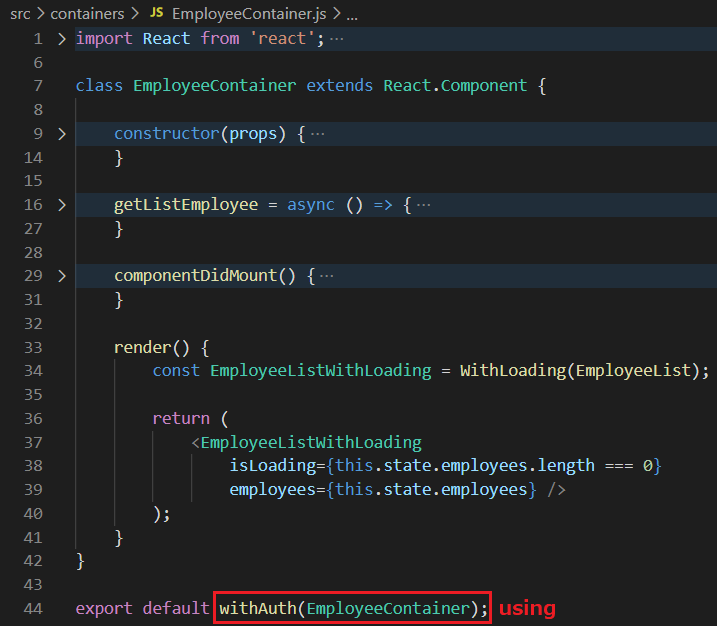 src > containers > JS EmployeeContainer.js > ...
1 > import React from 'react'; ···
6
7 class EmployeeContainer extends React.Component {
8
9 > constructor(props) { ···
14 }
15
16 > getListEmployee = async () => { ···
27 }
28
29 > componentDidMount() { ···
31 }
32
33 render() {
34 const EmployeeListWithLoading = WithLoading(EmployeeList);
35
36 return (
37 <EmployeeListWithLoading
38 isLoading={this.state.employees.length === 0}
39 employees={this.state.employees} />
40 );
41 }
42 }
43
44 export default withAuth(EmployeeContainer); using